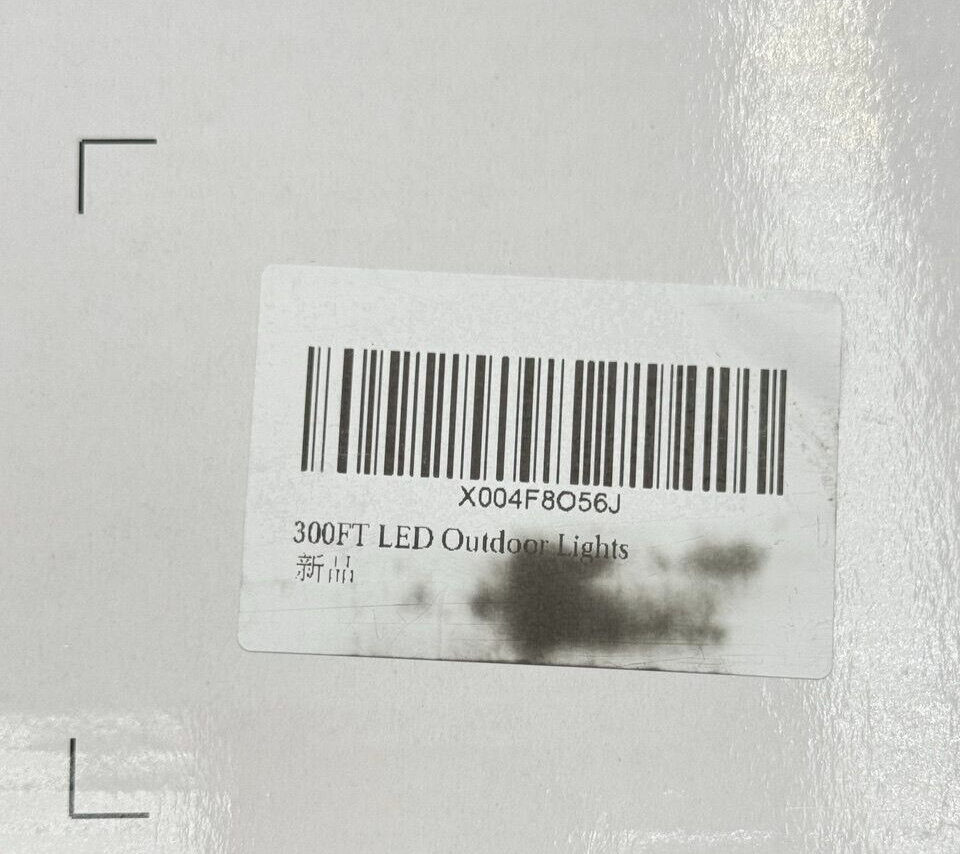 X004F8O56J
300FT LED Outdoor Lights
新品